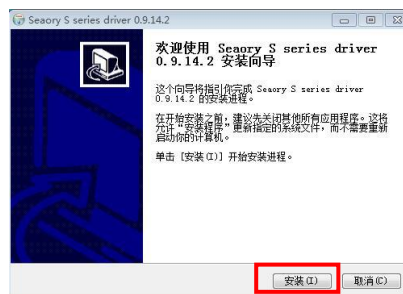 Seaory S series driver 0.9.14.2
欢迎使用 Seaory S series driver
0.9.14.2 安装向导
这个向导将指引你完成 Seaory S series driver
0.9.14.2 的安装进程。
在开始安装之前，建议先关闭其他所有应用程序。这将
允许“安装程序”更新指定的系统文件，而不需要重新
启动你的计算机。
单击 [安装(I)] 开始安装进程。
安装(I)
取消(C)